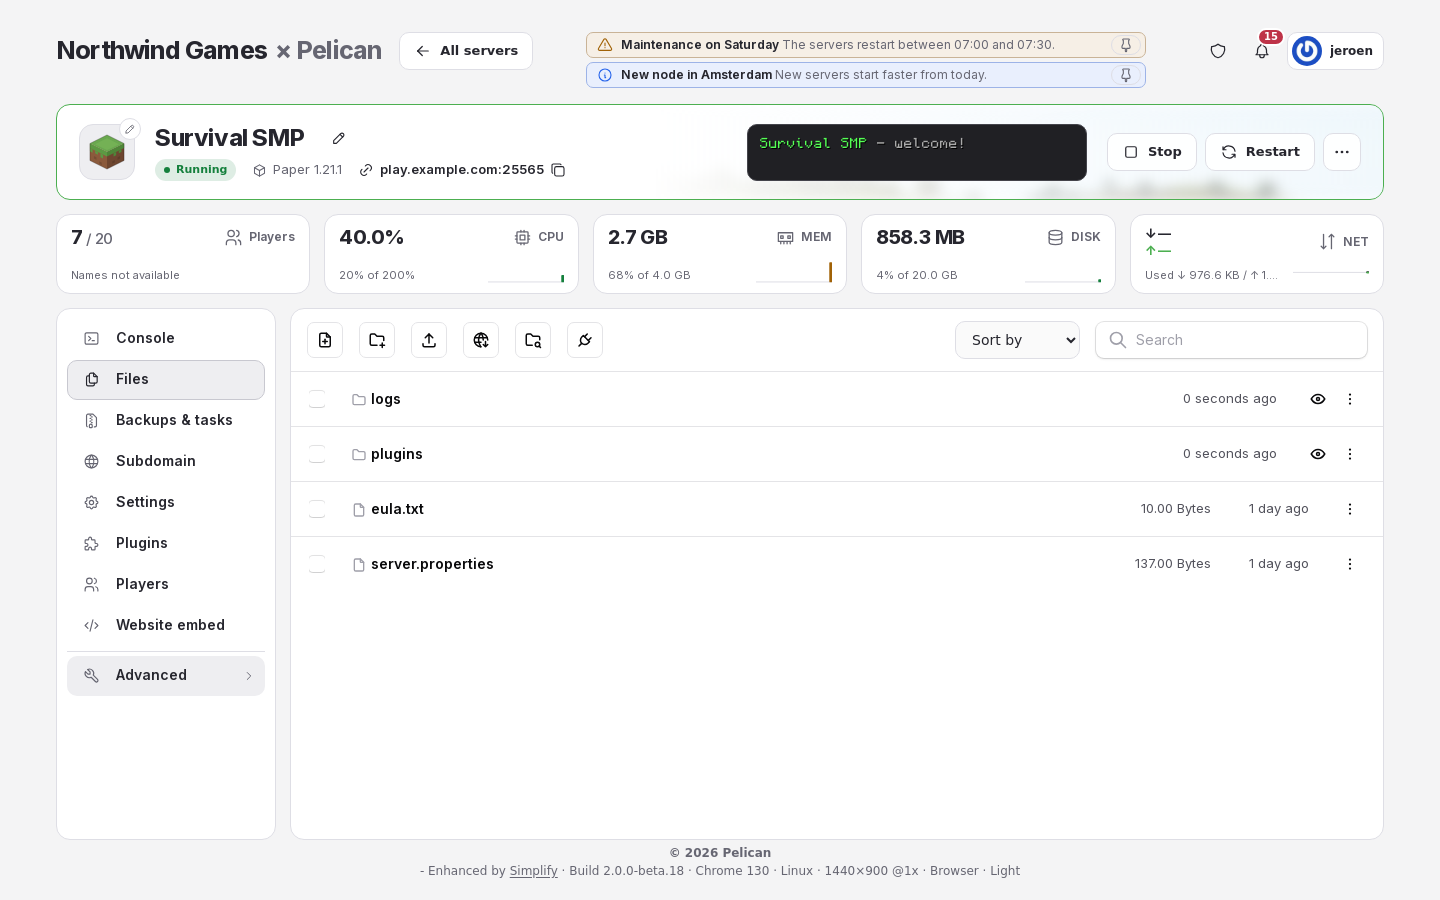 Northwind Games × Pelican
All servers
Maintenance on Saturday The servers restart between 07:00 and 07:30.
New node in Amsterdam New servers start faster from today.
15
jeroen
Survival SMP
Running
Paper 1.21.1
play.example.com:25565
Survival SMP - welcome!
Stop
Restart
7 / 20
Players
Names not available
40.0%
CPU
20% of 200%
2.7 GB
MEM
68% of 4.0 GB
858.3 MB
DISK
4% of 20.0 GB
↓—
↑—
NET
Used ↓ 976.6 KB / ↑ 1....
Console
Files
Backups & tasks
Subdomain
Settings
Plugins
Players
Website embed
Advanced
Sort by
Search
logs
0 seconds ago
plugins
0 seconds ago
eula.txt
10.00 Bytes
1 day ago
server.properties
137.00 Bytes
1 day ago
© 2026 Pelican
- Enhanced by Simplify · Build 2.0.0-beta.18 · Chrome 130 · Linux · 1440×900 @1x · Browser · Light